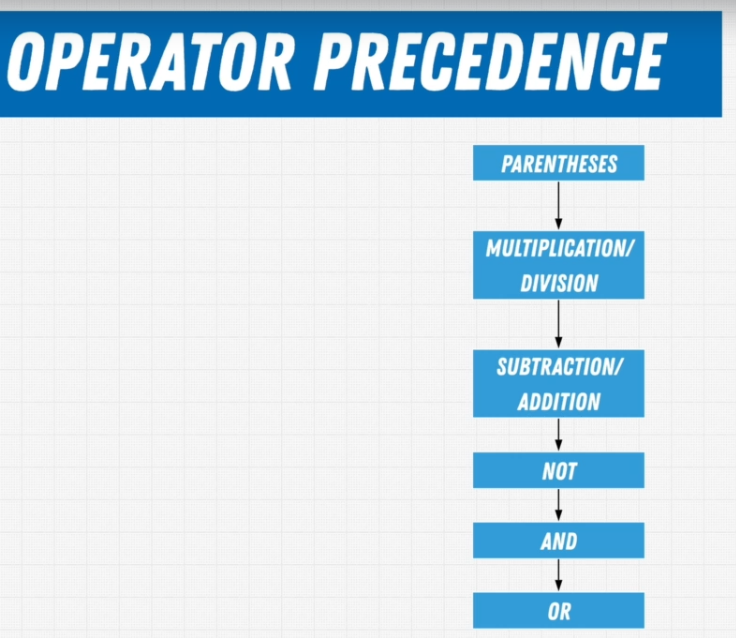 OPERATOR PRECEDENCE
PARENTHESES
MULTIPLICATION/
DIVISION
SUBTRACTION/
ADDITION
NOT
AND
OR